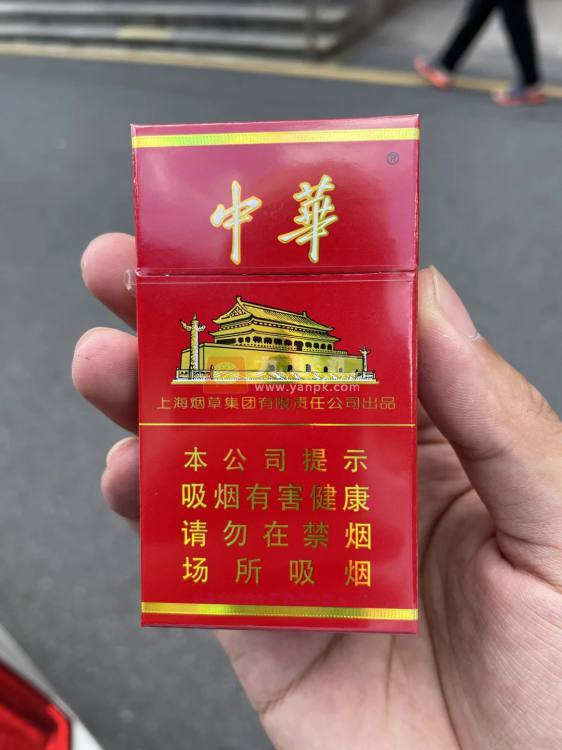 中華
®
www.yanpk.com
上海烟草集团有限责任公司出品
本公司提示
吸烟有害健康
请勿在禁烟
场所吸烟